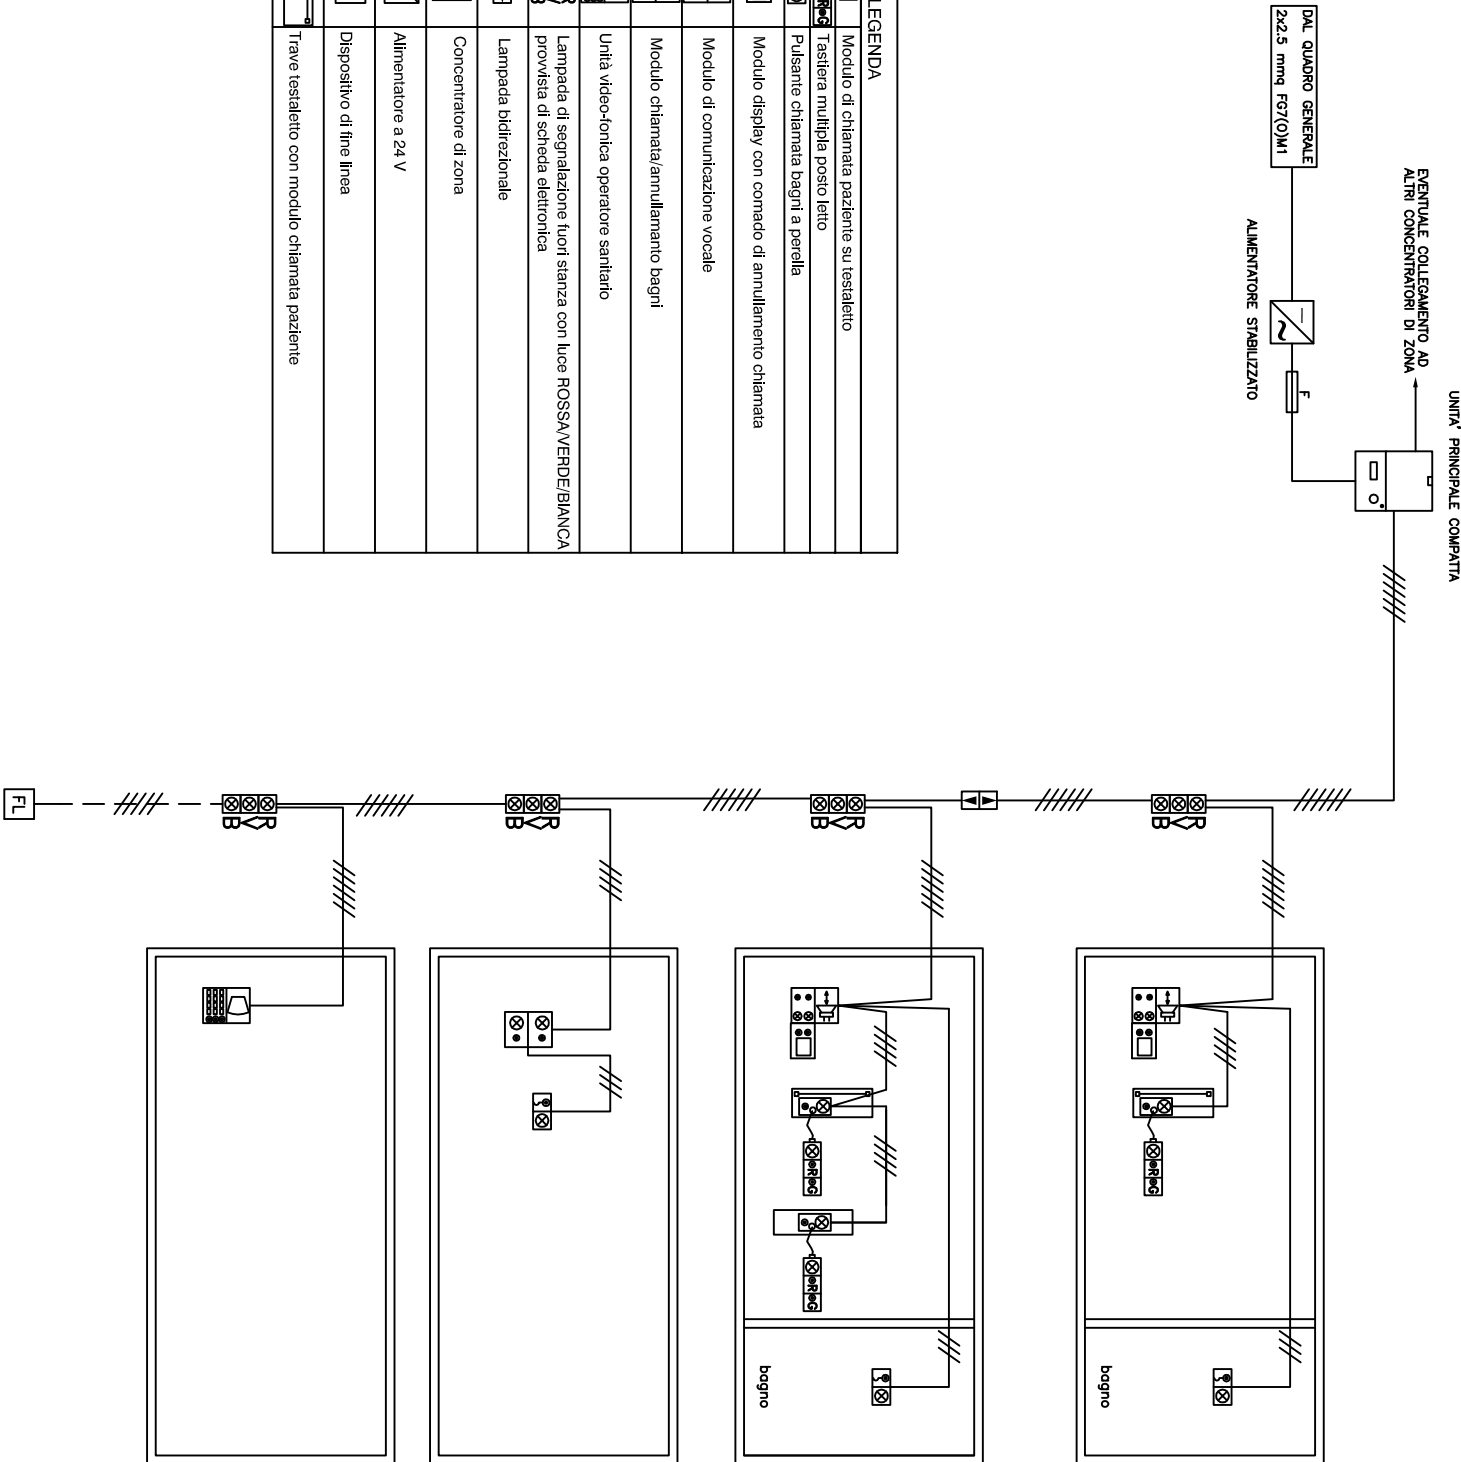 UNITA' PRINCIPALE COMPATTA
EVENTUALE COLLEGAMENTO AD
ALTRI CONCENTRATORI DI ZONA
DAL QUADRO GENERALE
2x2.5 mmq FG7(O)M1
F
ALIMENTATORE STABILIZZATO
LEGENDA
Modulo di chiamata paziente su testaletto
R G
Tastiera multipla posto letto
Pulsante chiamata bagni a perella
Modulo display con comado di annullamento chiamata
Modulo di comunicazione vocale
Modulo chiamata/annullamanto bagni
Unità video-fonica operatore sanitario
Lampada di segnalazione fuori stanza con luce ROSSA/VERDE/BIANCA
provvista di scheda elettronica
Lampada bidirezionale
Concentratore di zona
Alimentatore a 24 V
Dispositivo di fine linea
Trave testaletto con modulo chiamata paziente
R V B
R G
bagno
R V B
R G
R G
bagno
R V B
R V B
FL